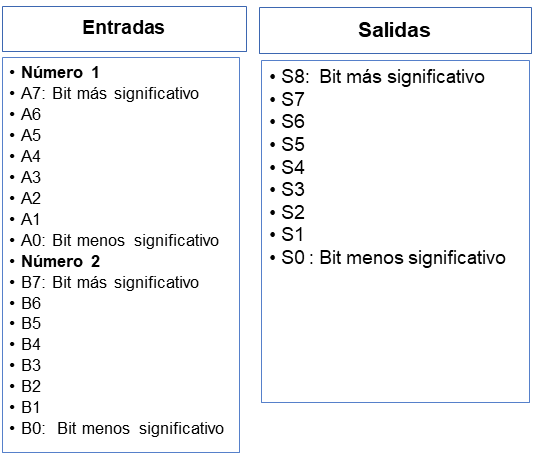 Entradas
• Número 1
• A7: Bit más significativo
• A6
• A5
• A4
• A3
• A2
• A1
• A0: Bit menos significativo
• Número 2
• B7: Bit más significativo
• B6
• B5
• B4
• B3
• B2
• B1
• B0: Bit menos significativo
Salidas
• S8: Bit más significativo
• S7
• S6
• S5
• S4
• S3
• S2
• S1
• S0 : Bit menos significativo